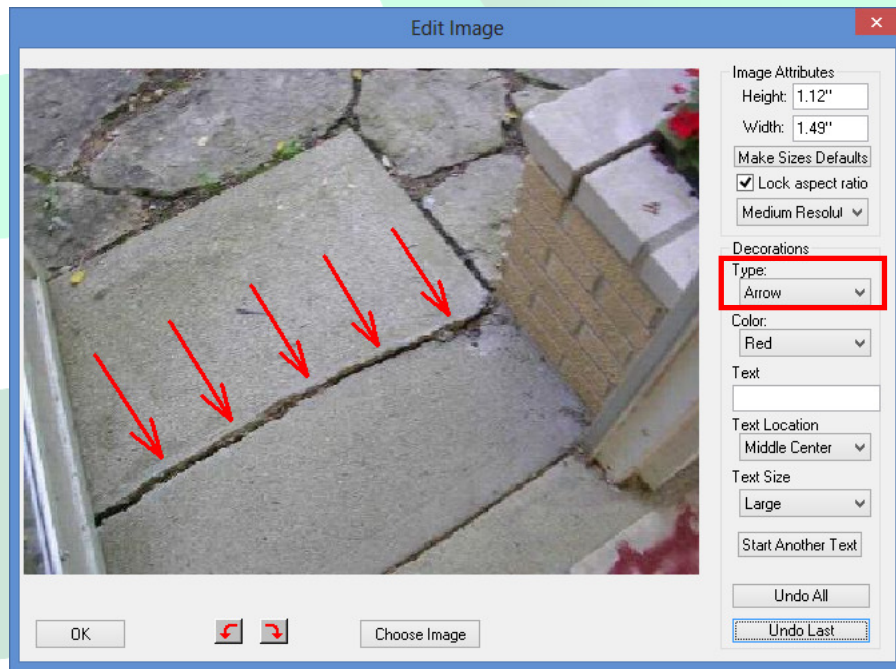 Edit Image
Image Attributes
Height: 1.12"
Width: 1.49"
Make Sizes Defaults
Lock aspect ratio
Medium Resolut
Decorations
Type:
Arrow
Color:
Red
Text
Text Location
Middle Center
Text Size
Large
Start Another Text
Undo All
Undo Last
OK
Choose Image